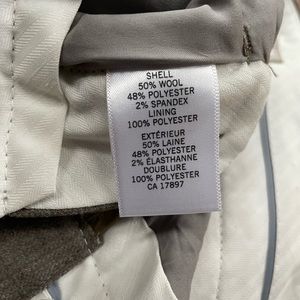 SHELL
50% WOOL
48% POLYESTER
2% SPANDEX
LINING
100% POLYESTER
EXTÉRIEUR
50% LAINE
48% POLYESTER
2% ÉLASTHANNE
DOUBLURE
100% POLYESTER
CA 17897